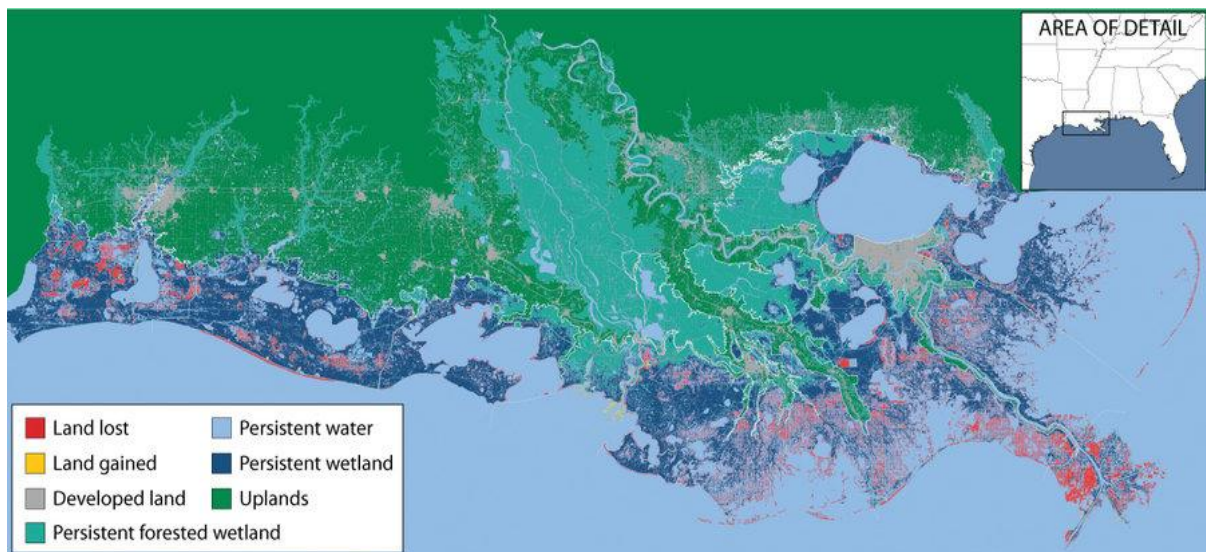 AREA OF DETAIL
Land lost
Land gained
Developed land
Persistent forested wetland
Persistent water
Persistent wetland
Uplands